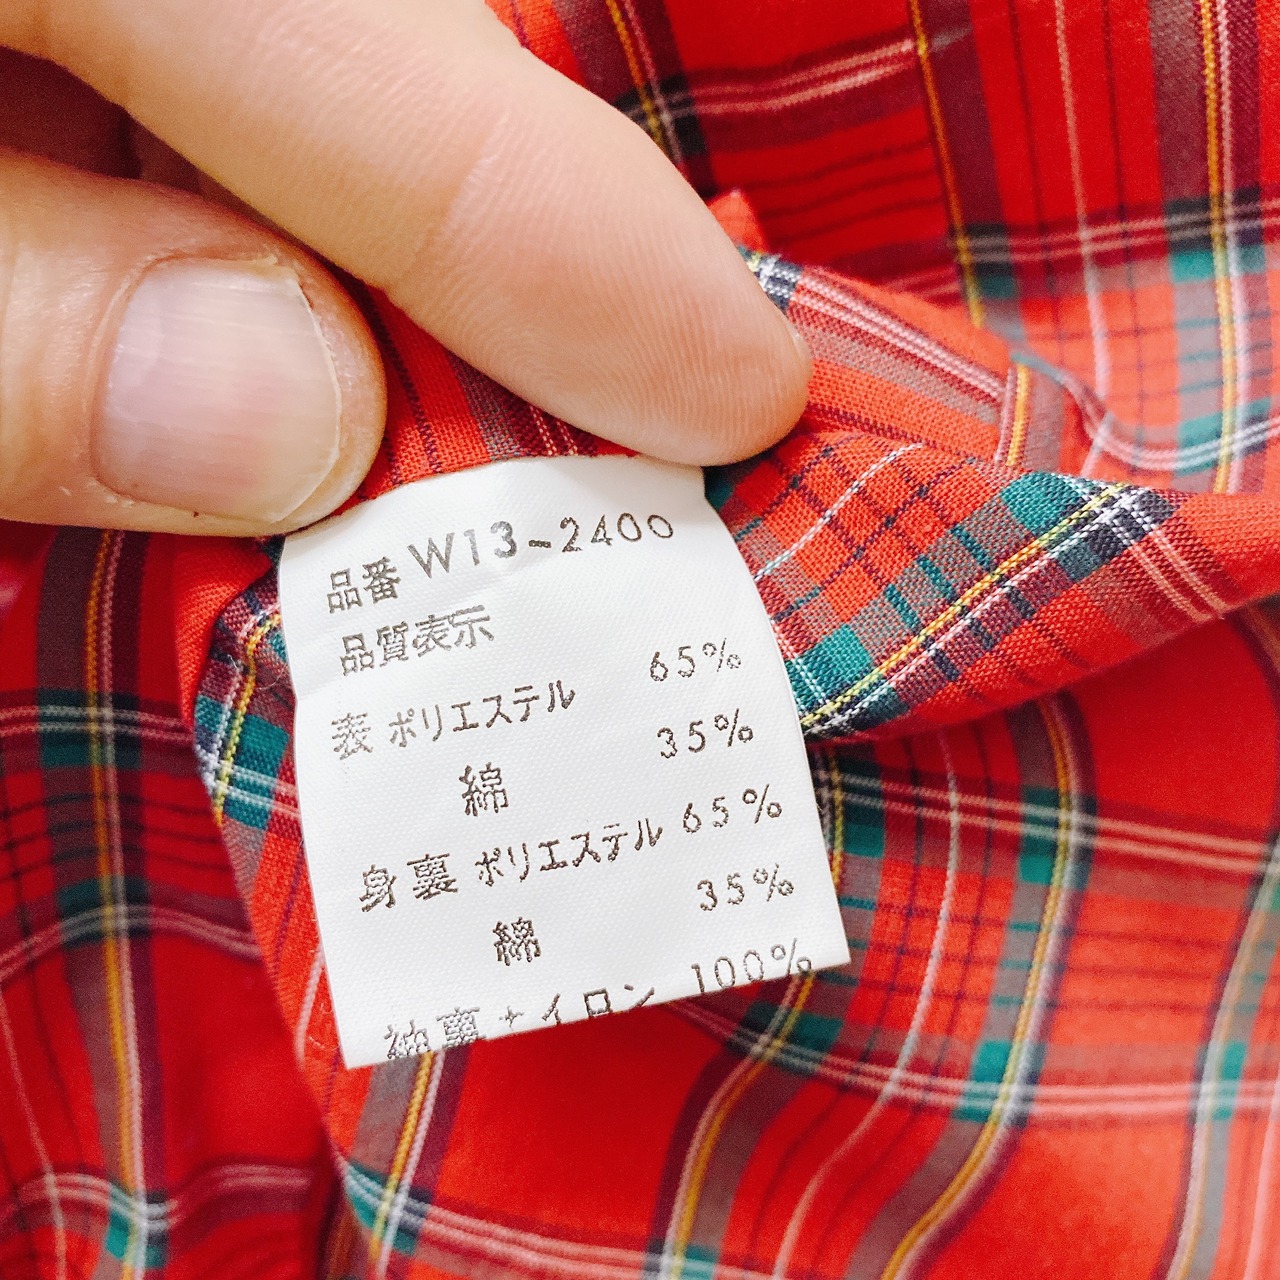 品番 W13-2400
品質表示
表 ポリエステル 65%
綿 35%
身裏 ポリエステル 65%
綿 35%
袖裏 ナイロン 100%